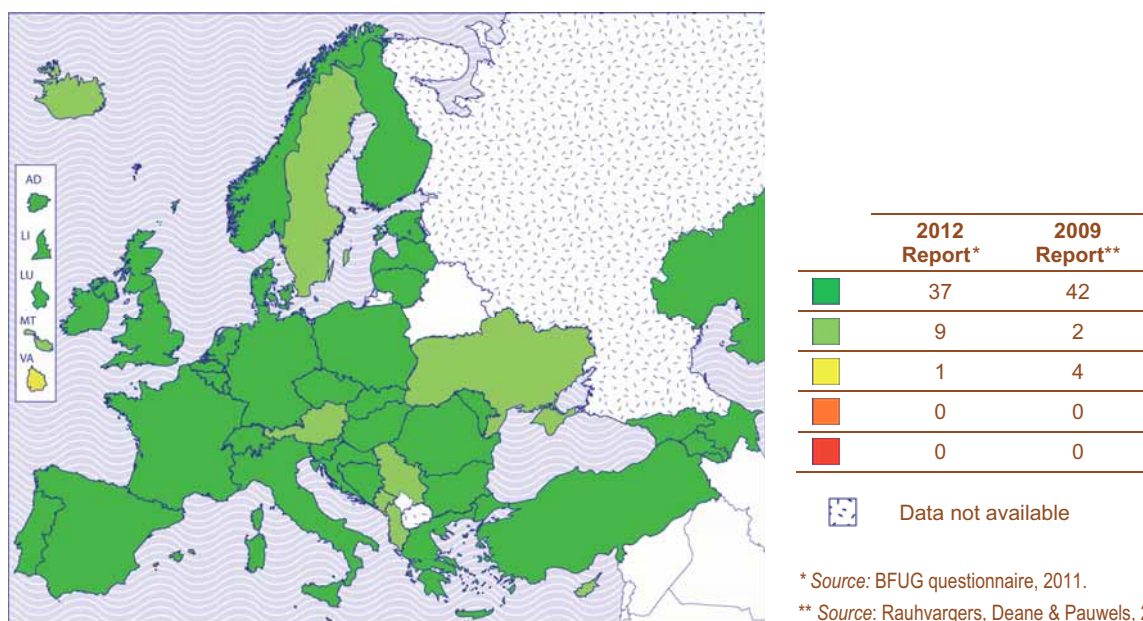 AD
LI
LU
MT
VA
2012 2009
Report* Report**
37 42
9 2
1 4
0 0
0 0
Data not available
* Source: BFUG questionnaire, 2011.
** Source: Rauhvargers, Deane & Pauwels, 2